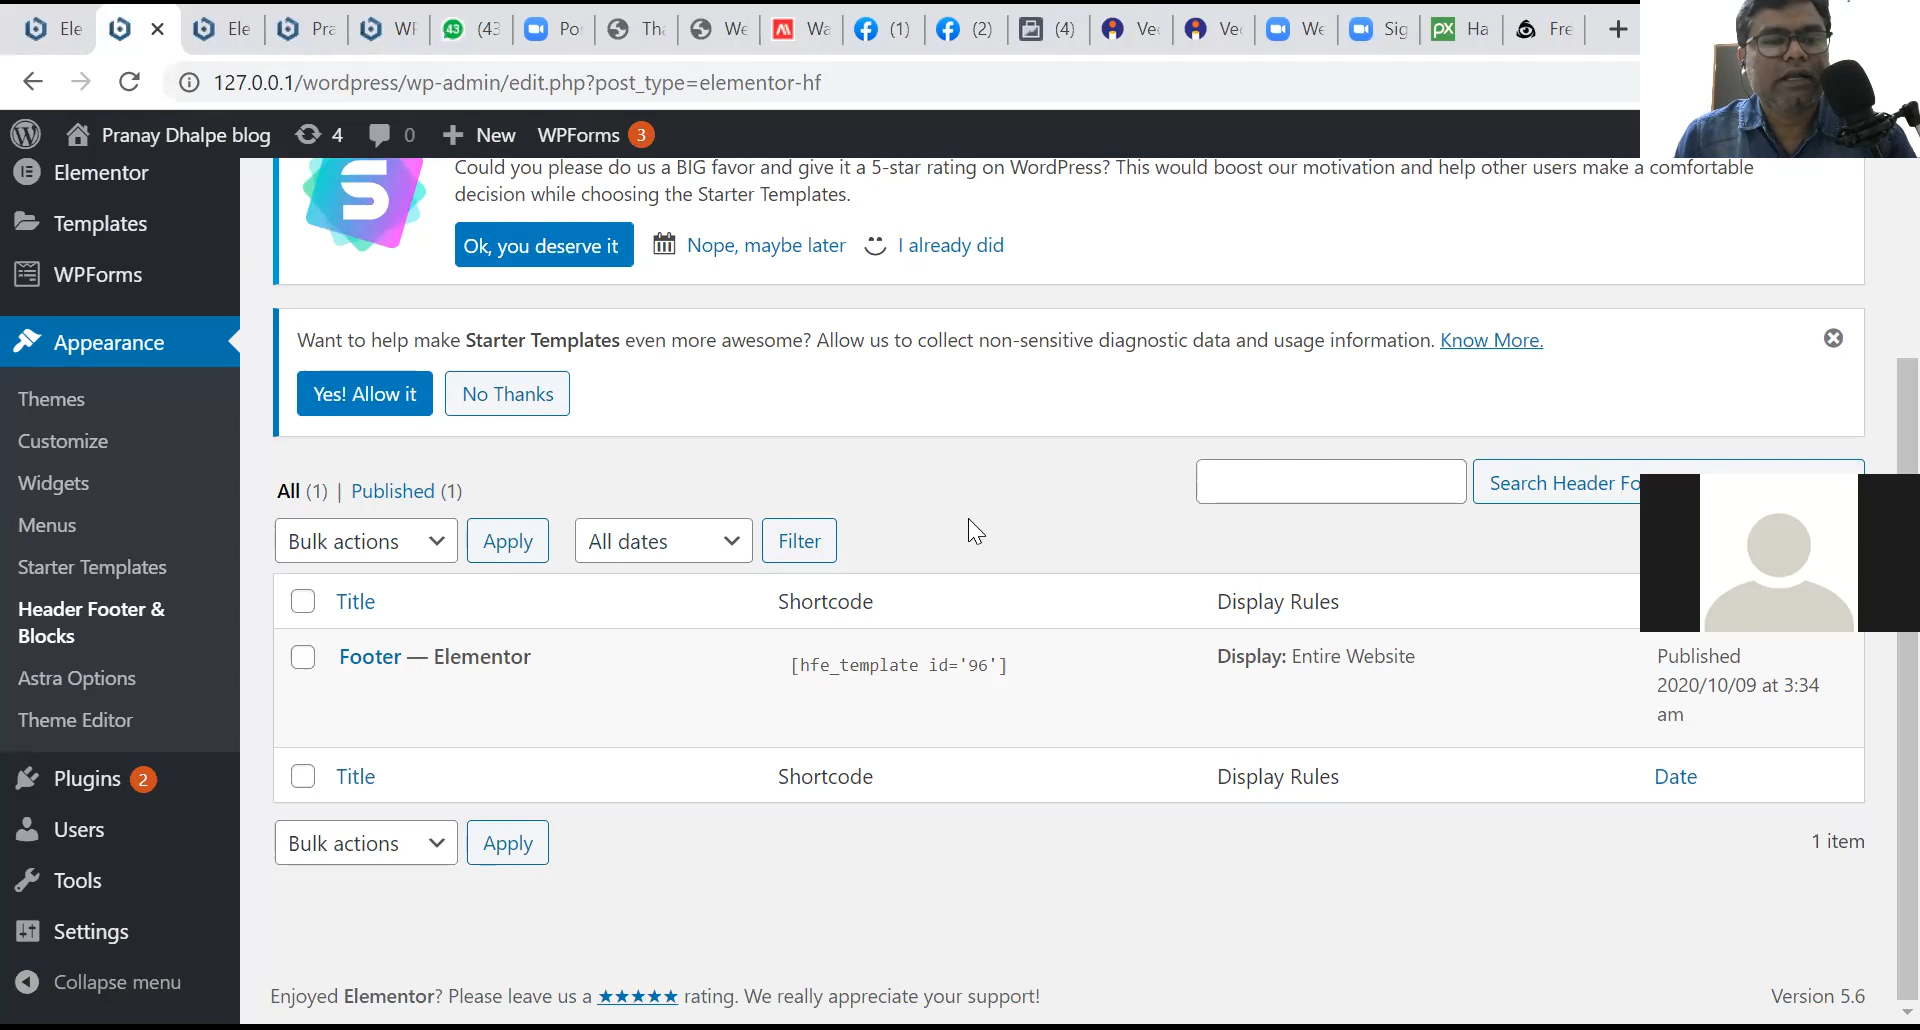 Ele
Ele
Pra
WF
43 (43
Po
Tha
We
Wa
(1)
(2)
(4)
Ve
Ve
We
Sig
px Ha
Fre
127.0.0.1/wordpress/wp-admin/edit.php?post_type=elementor-hf
Pranay Dhalpe blog 4 0 New WPForms 3
Elementor
Templates
WPForms
Appearance
Themes
Customize
Widgets
Menus
Starter Templates
Header Footer &
Blocks
Astra Options
Theme Editor
Plugins 2
Users
Tools
Settings
Collapse menu
Could you please do us a BIG favor and give it a 5-star rating on WordPress? This would boost our motivation and help other users make a comfortable
decision while choosing the Starter Templates.
Ok, you deserve it Nope, maybe later I already did
Want to help make Starter Templates even more awesome? Allow us to collect non-sensitive diagnostic data and usage information. Know More.
Yes! Allow it No Thanks
All (1) | Published (1)
Search Header Fo
Bulk actions Apply All dates Filter
Title Shortcode Display Rules
Footer — Elementor [hfe_template id='96'] Display: Entire Website Published
2020/10/09 at 3:34
am
Title Shortcode Display Rules Date
Bulk actions Apply 1 item
Enjoyed Elementor? Please leave us a ★★★★★ rating. We really appreciate your support! Version 5.6